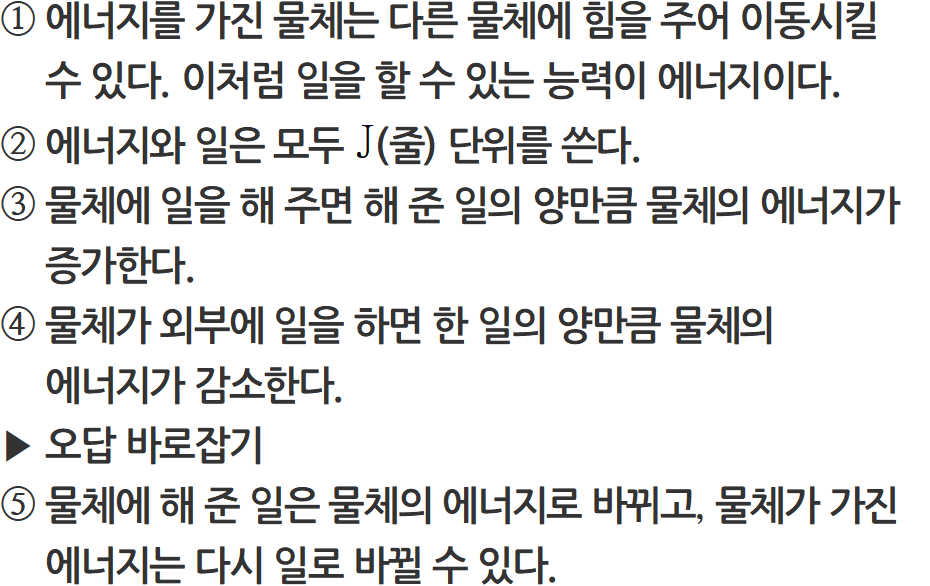 ① 에너지를 가진 물체는 다른 물체에 힘을 주어 이동시킬
수 있다. 이처럼 일을 할 수 있는 능력이 에너지이다.
② 에너지와 일은 모두 J(줄) 단위를 쓴다.
③ 물체에 일을 해 주면 해 준 일의 양만큼 물체의 에너지가
증가한다.
④ 물체가 외부에 일을 하면 한 일의 양만큼 물체의
에너지가 감소한다.
▶ 오답 바로잡기
⑤ 물체에 해 준 일은 물체의 에너지로 바뀌고, 물체가 가진
에너지는 다시 일로 바뀔 수 있다.